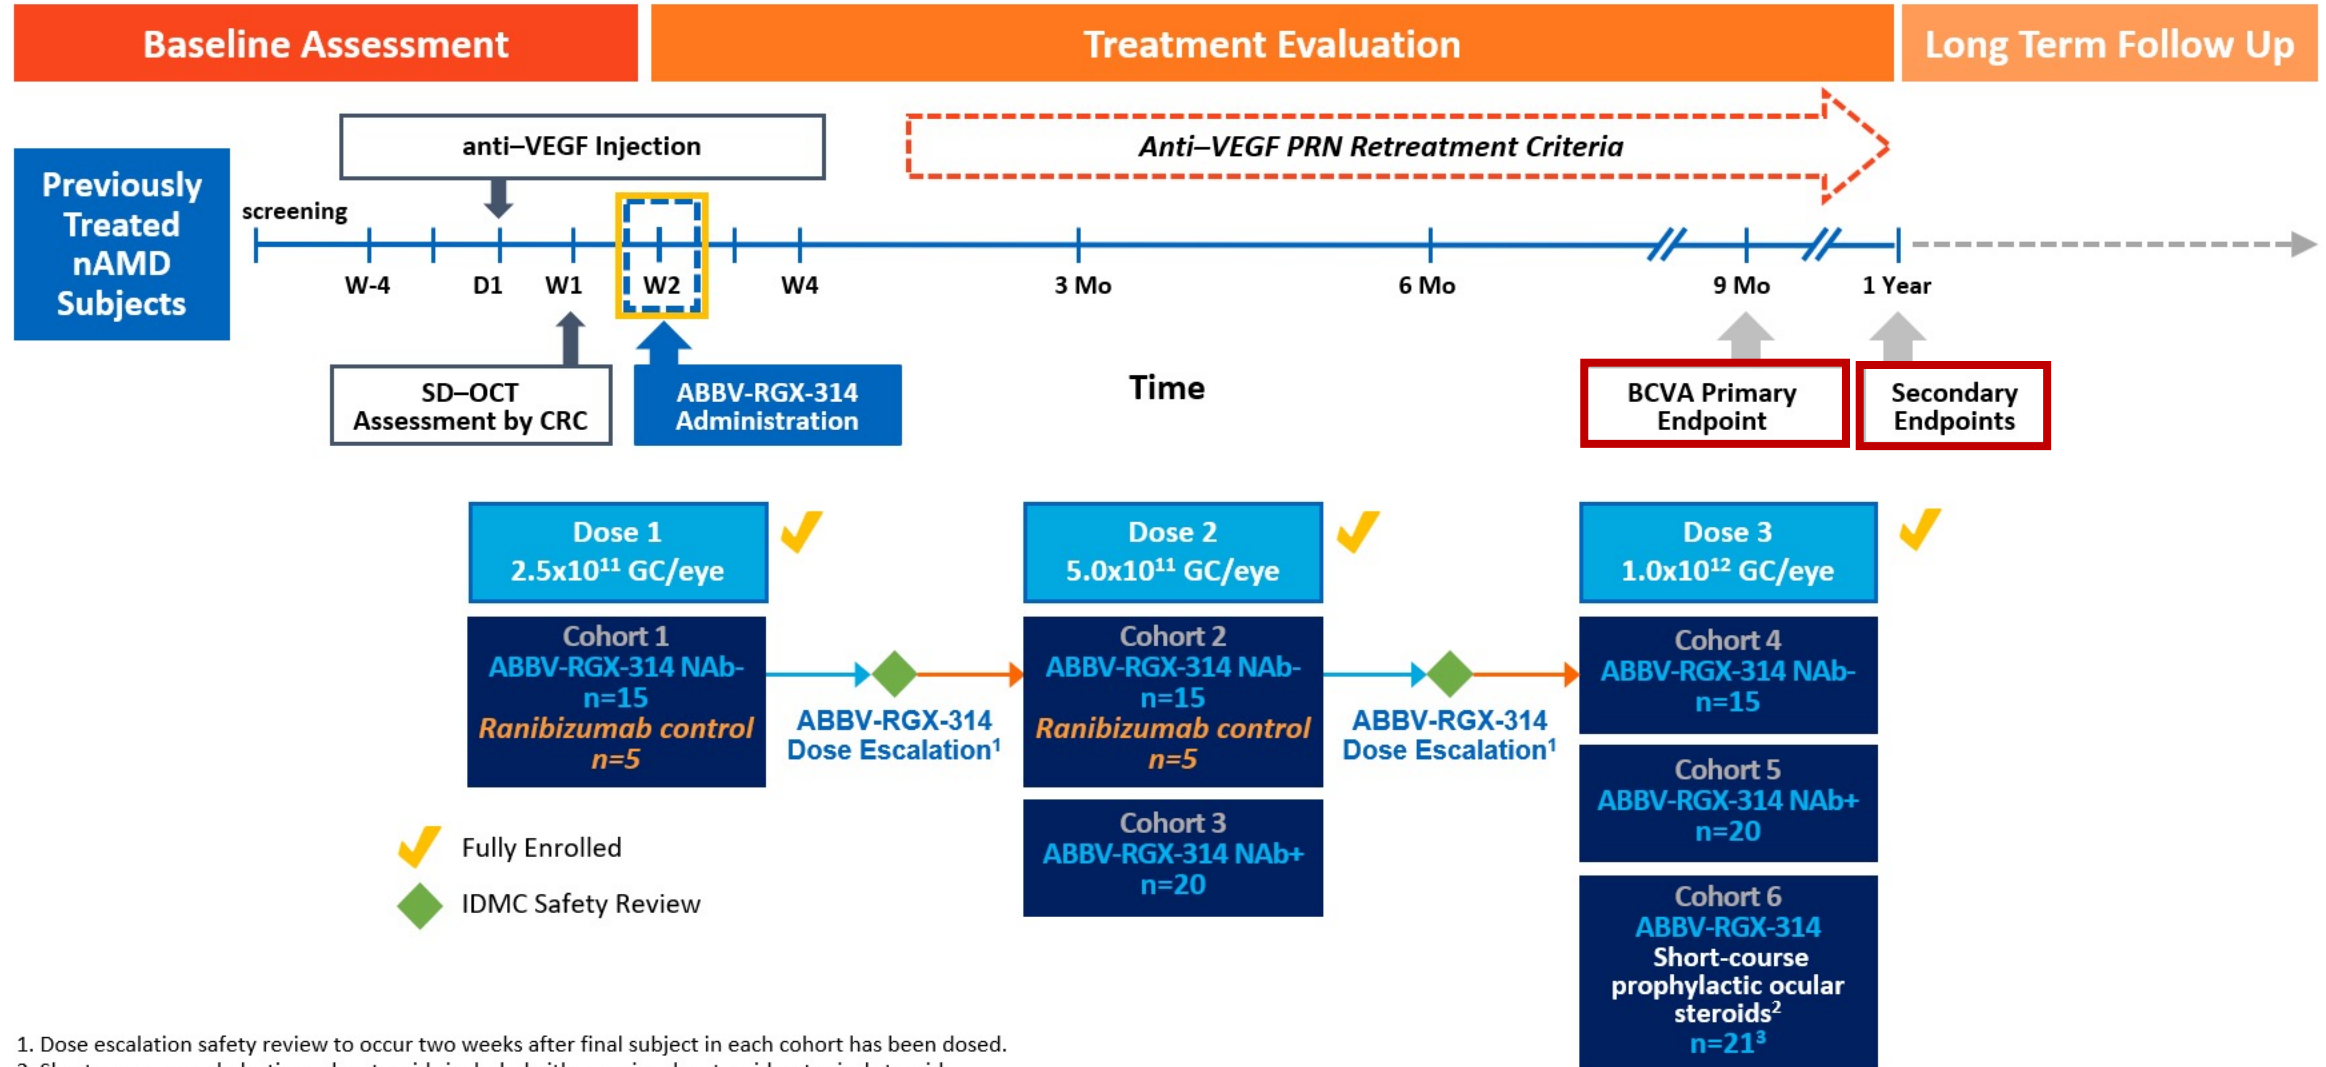 Baseline Assessment
Treatment Evaluation
Long Term Follow Up
anti–VEGF Injection
Anti–VEGF PRN Retreatment Criteria
Previously
Treated
nAMD
Subjects
screening
W-4
D1
W1
W2
W4
3 Mo
6 Mo
9 Mo
1 Year
SD–OCT
Assessment by CRC
ABBV-RGX-314
Administration
Time
BCVA Primary
Endpoint
Secondary
Endpoints
Dose 1
2.5x10¹¹ GC/eye
Dose 2
5.0x10¹¹ GC/eye
Dose 3
1.0x10¹² GC/eye
Cohort 1
ABBV-RGX-314 NAb-
n=15
Ranibizumab control
n=5
ABBV-RGX-314
Dose Escalation¹
Cohort 2
ABBV-RGX-314 NAb-
n=15
Ranibizumab control
n=5
ABBV-RGX-314
Dose Escalation¹
Cohort 4
ABBV-RGX-314 NAb-
n=15
Cohort 3
ABBV-RGX-314 NAb+
n=20
Cohort 5
ABBV-RGX-314 NAb+
n=20
Cohort 6
ABBV-RGX-314
Short-course
prophylactic ocular
steroids²
n=21³
Fully Enrolled
IDMC Safety Review
1. Dose escalation safety review to occur two weeks after final subject in each cohort has been dosed.